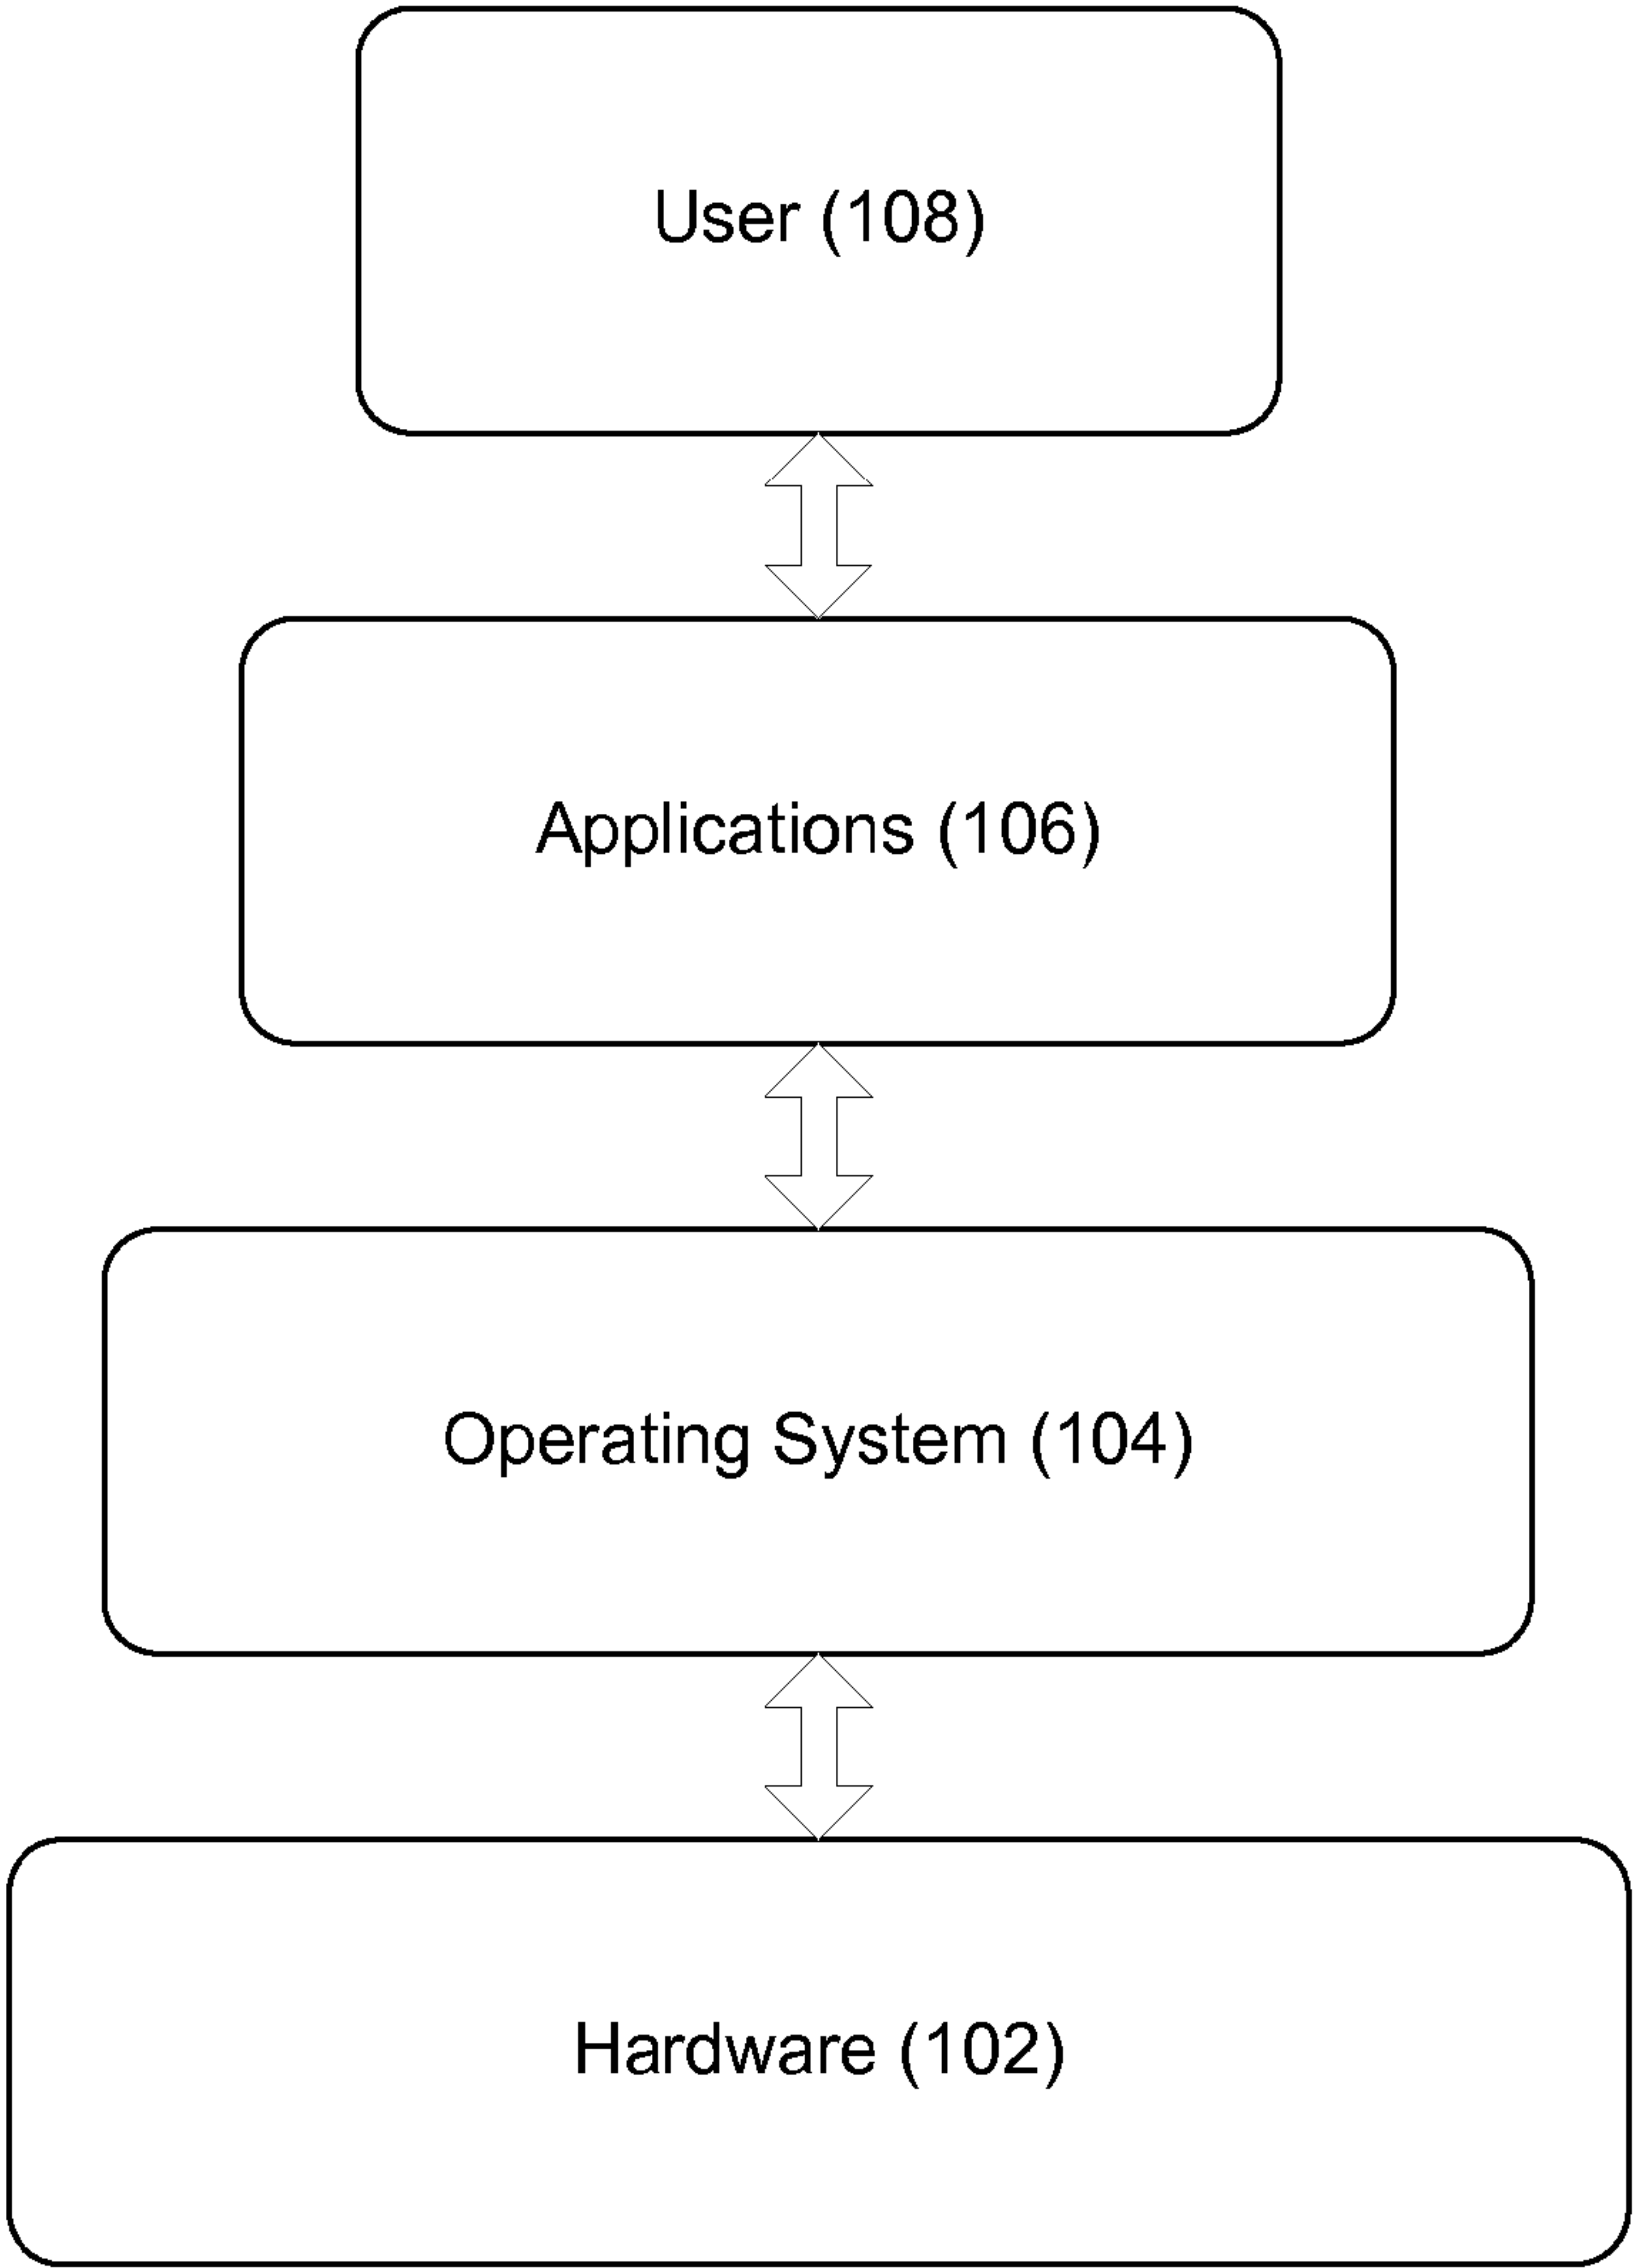 User (108)
Applications (106)
Operating System (104)
Hardware (102)